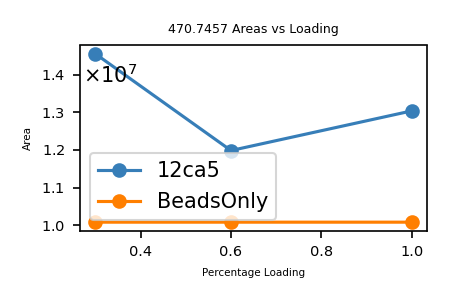 470.7457 Areas vs Loading
1.4
×10⁷
1.3
Area
1.2
12ca5
1.1
BeadsOnly
1.0
0.4 0.6 0.8 1.0
Percentage Loading